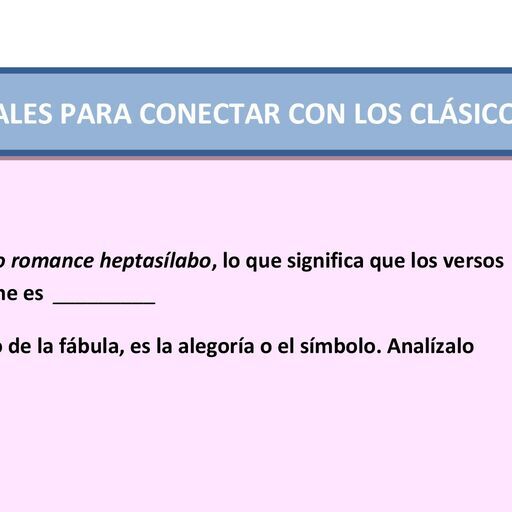 ALES PARA CONECTAR CON LOS CLÁSICO
o romance heptasílabo, lo que significa que los versos
ne es _________
o de la fábula, es la alegoría o el símbolo. Analízalo